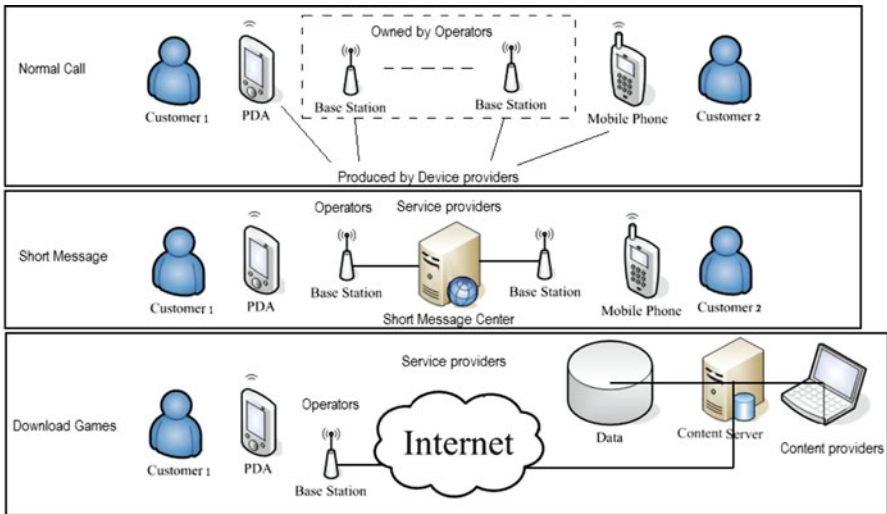 Owned by Operators
Normal Call
Base Station
Base Station
Customer 1
PDA
Mobile Phone
Customer 2
Produced by Device providers
Operators
Service providers
Short Message
Base Station
Base Station
Customer 1
PDA
Mobile Phone
Customer 2
Short Message Center
Service providers
Operators
Download Games
Internet
Data
Content Server
Content providers
Customer 1
PDA
Base Station